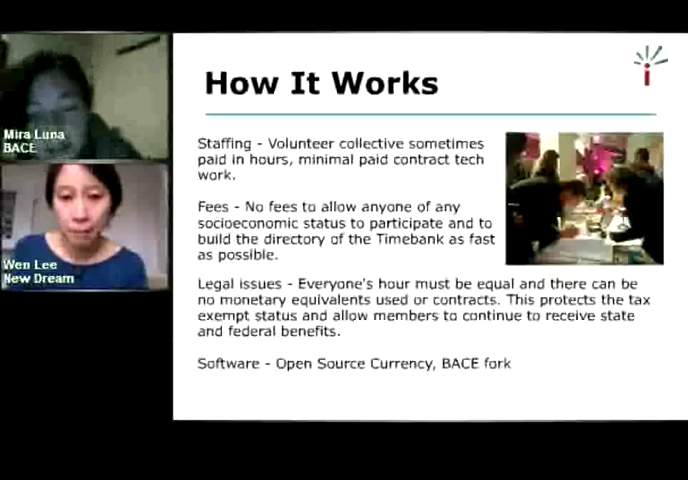 How It Works
Mira Luna
BACE
Wen Lee
New Dream
Staffing - Volunteer collective sometimes
paid in hours, minimal paid contract tech
work.
Fees - No fees to allow anyone of any
socioeconomic status to participate and to
build the directory of the Timebank as fast
as possible.
Legal issues - Everyone's hour must be equal and there can be
no monetary equivalents used or contracts. This protects the tax
exempt status and allow members to continue to receive state
and federal benefits.
Software - Open Source Currency, BACE fork